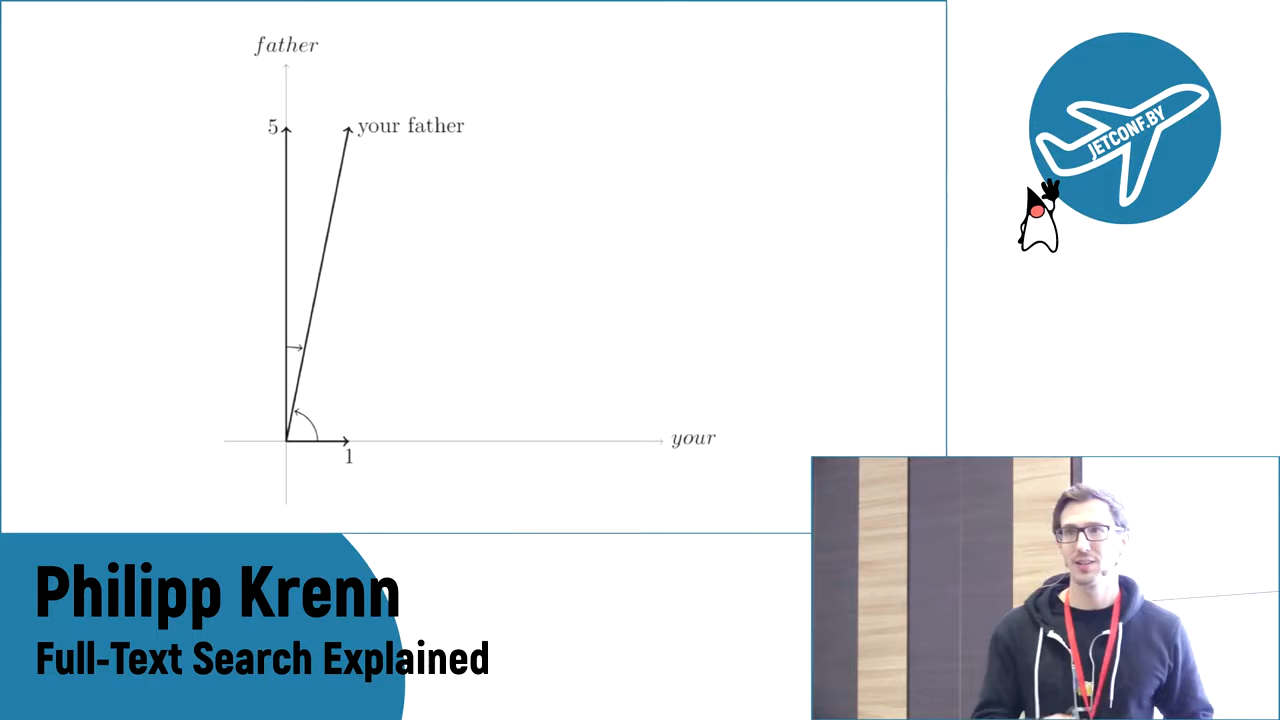 father
5
your father
your
1
JETCONF.BY
Philipp Krenn
Full-Text Search Explained